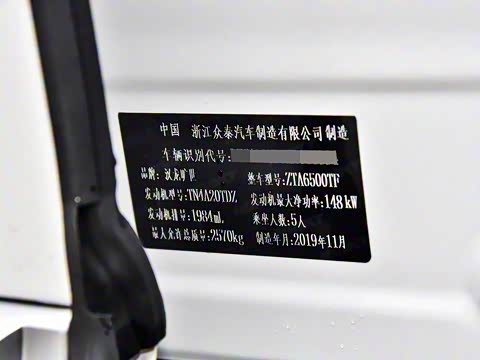 中国 浙江众泰汽车制造有限公司制造
车辆识别代号:
品牌: 汉龙旷世 整车型号:ZTA6500TF
发动机型号:TN4A20TDZ 发动机最大净功率:148 kW
发动机排量:1984mL 乘坐人数:5人
最大允许总质量:2570kg 制造年月:2019年11月